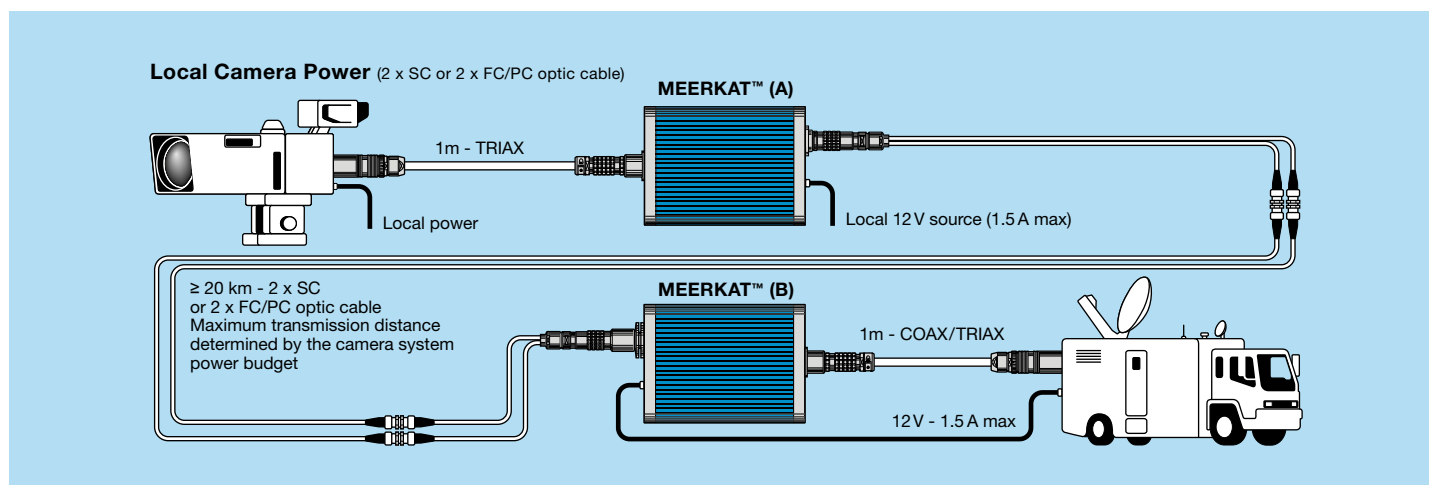 Local Camera Power (2 x SC or 2 x FC/PC optic cable)
MEERKAT™ (A)
1m - TRIAX
Local power
Local 12 V source (1.5 A max)
≥ 20 km - 2 x SC
or 2 x FC/PC optic cable
Maximum transmission distance
determined by the camera system
power budget
MEERKAT™ (B)
1m - COAX/TRIAX
12 V - 1.5 A max